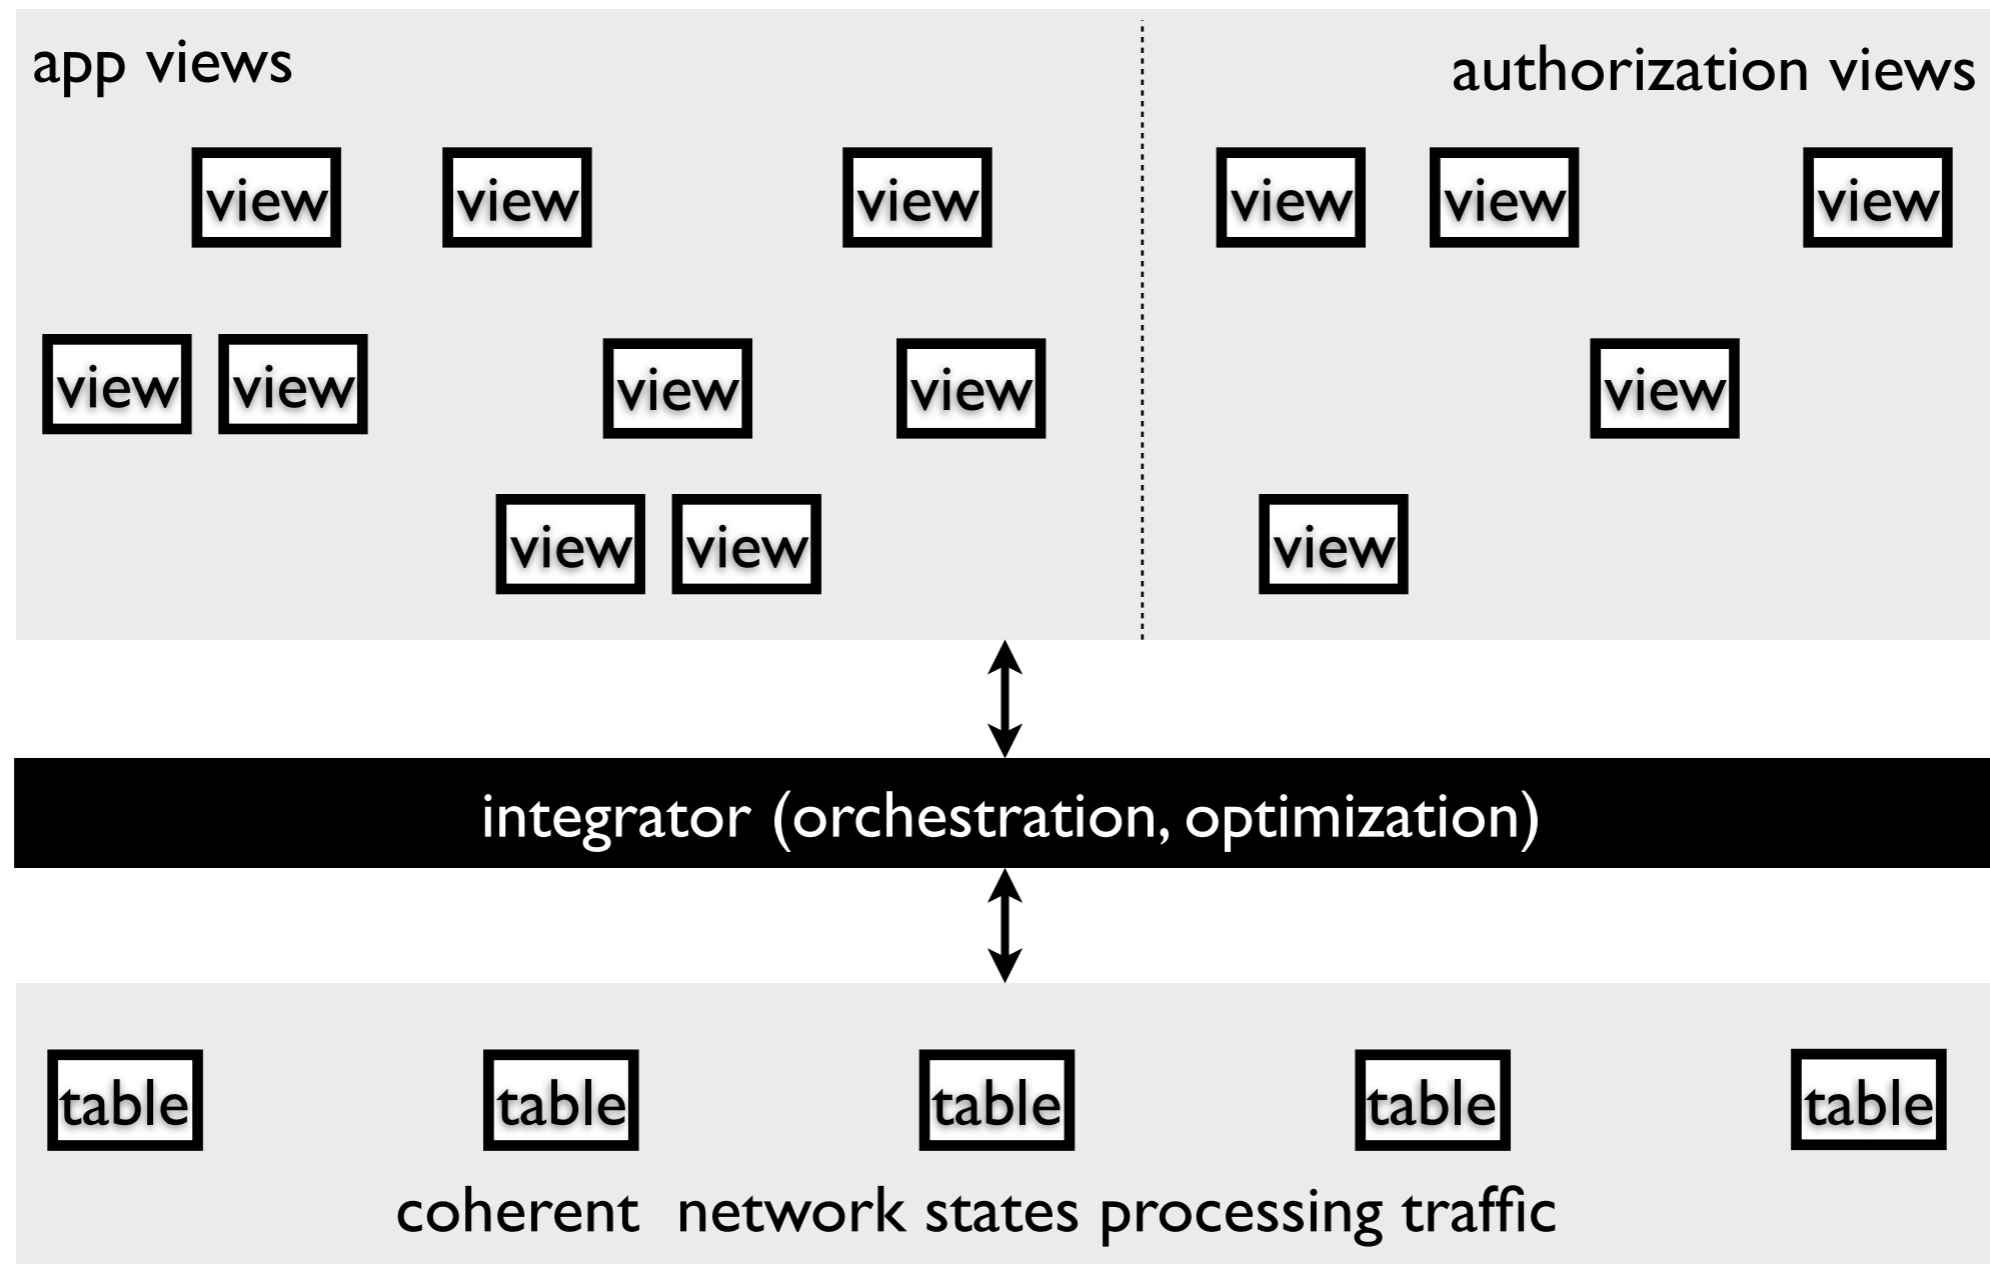 app views
authorization views
view view view view view view
view view view view view
view view view
integrator (orchestration, optimization)
table table table table table
coherent network states processing traffic